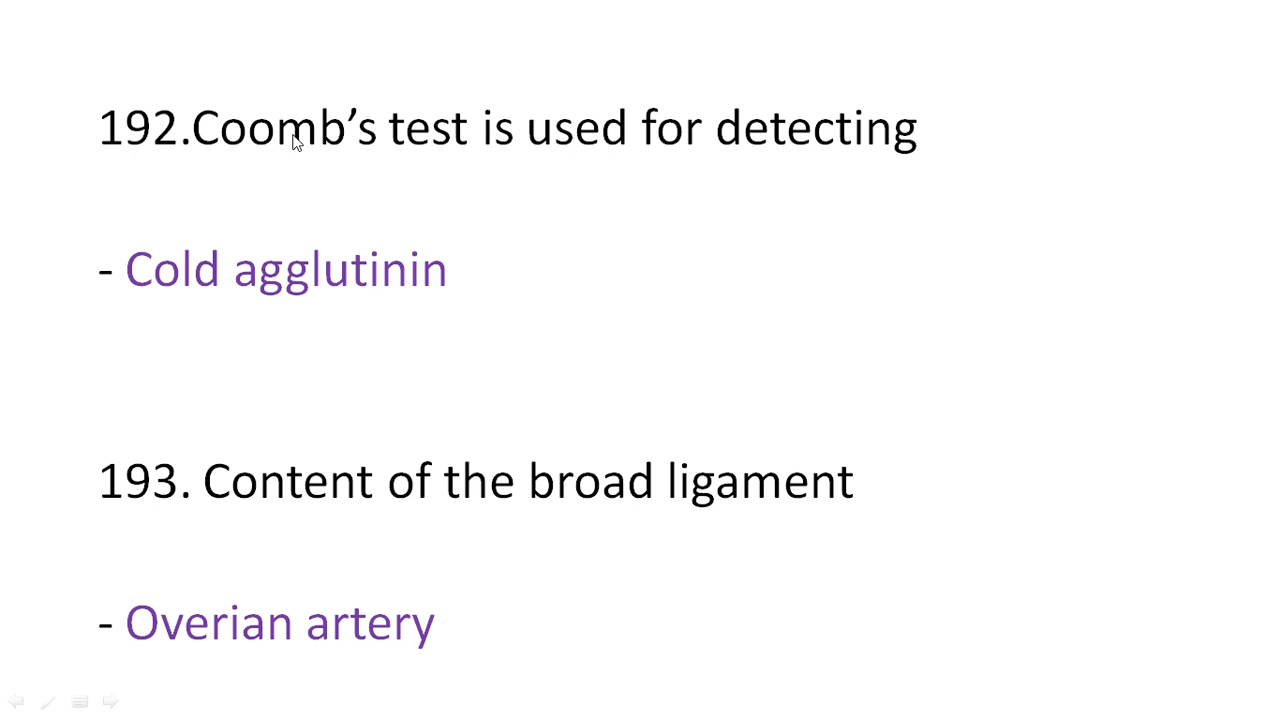 192.Coomb’s test is used for detecting
- Cold agglutinin
193. Content of the broad ligament
- Overian artery